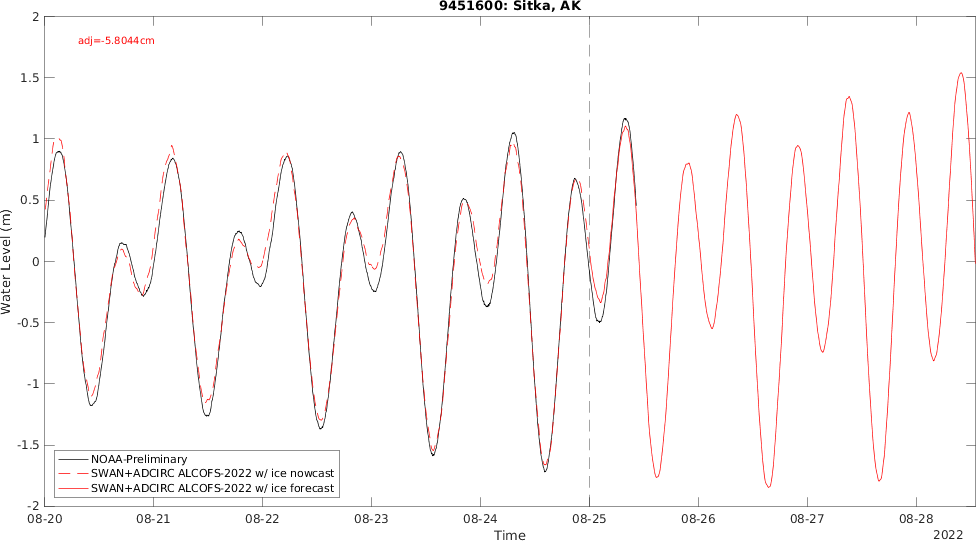 9451600: Sitka, AK
2
adj=-5.8044cm
1.5
1
0.5
0
-0.5
-1
-1.5
-2
Water Level (m)
NOAA-Preliminary
SWAN+ADCIRC ALCOFS-2022 w/ ice nowcast
SWAN+ADCIRC ALCOFS-2022 w/ ice forecast
08-20 08-21 08-22 08-23 08-24 08-25 08-26 08-27 08-28
Time
2022